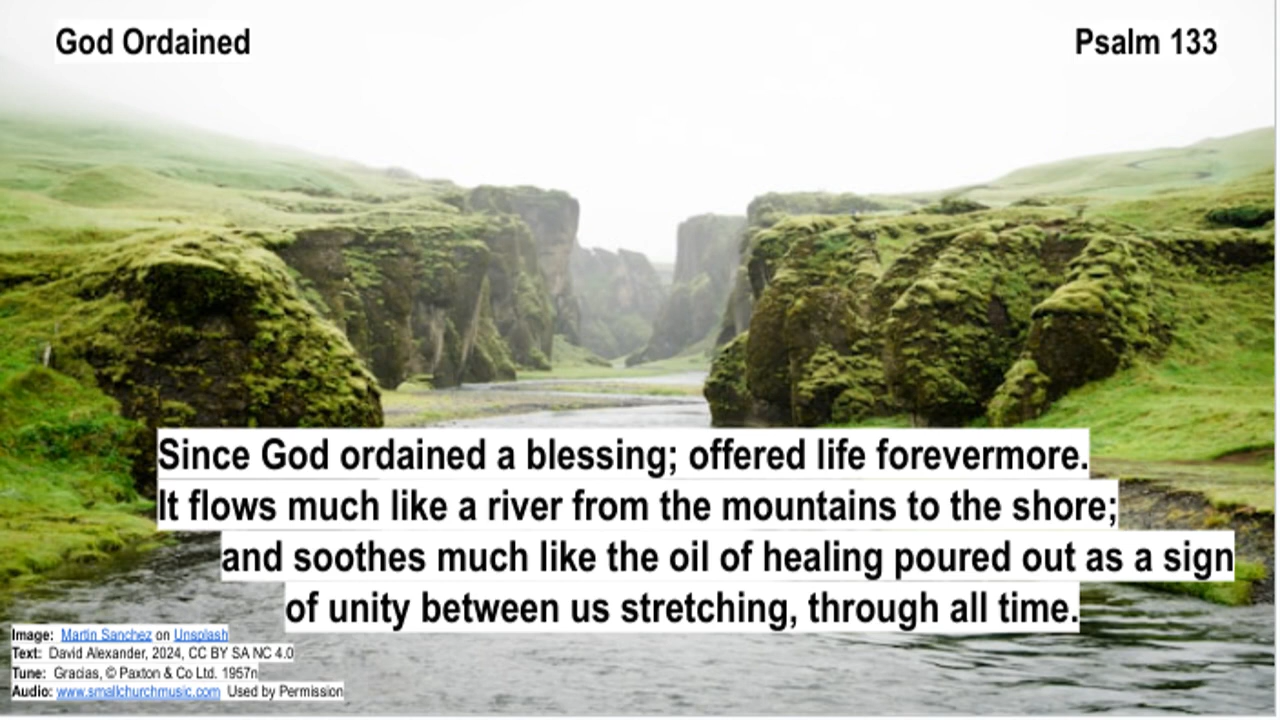 God Ordained
Psalm 133
Since God ordained a blessing; offered life forevermore.
It flows much like a river from the mountains to the shore;
and soothes much like the oil of healing poured out as a sign
of unity between us stretching, through all time.
Image: Martin Sanchez on Unsplash
Text: David Alexander, 2024, CC BY SA NC 4.0
Tune: Gracias, © Paxton & Co Ltd. 1957n
Audio: www.smallchurchmusic.com Used by Permission